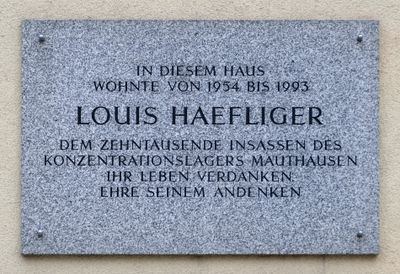 IN DIESEM HAUS
WOHNTE VON 1954 BIS 1993
LOUIS HAEFLIGER
DEM ZEHNTAUSENDE INSASSEN DES
KONZENTRATIONSLAGERS MAUTHAUSEN
IHR LEBEN VERDANKEN.
EHRE SEINEM ANDENKEN